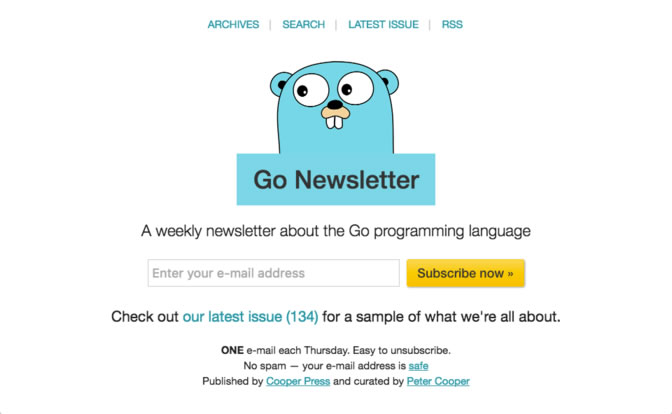 ARCHIVES | SEARCH | LATEST ISSUE | RSS
Go Newsletter
A weekly newsletter about the Go programming language
Enter your e-mail address Subscribe now »
Check out our latest issue (134) for a sample of what we're all about.
ONE e-mail each Thursday. Easy to unsubscribe.
No spam — your e-mail address is safe
Published by Cooper Press and curated by Peter Cooper